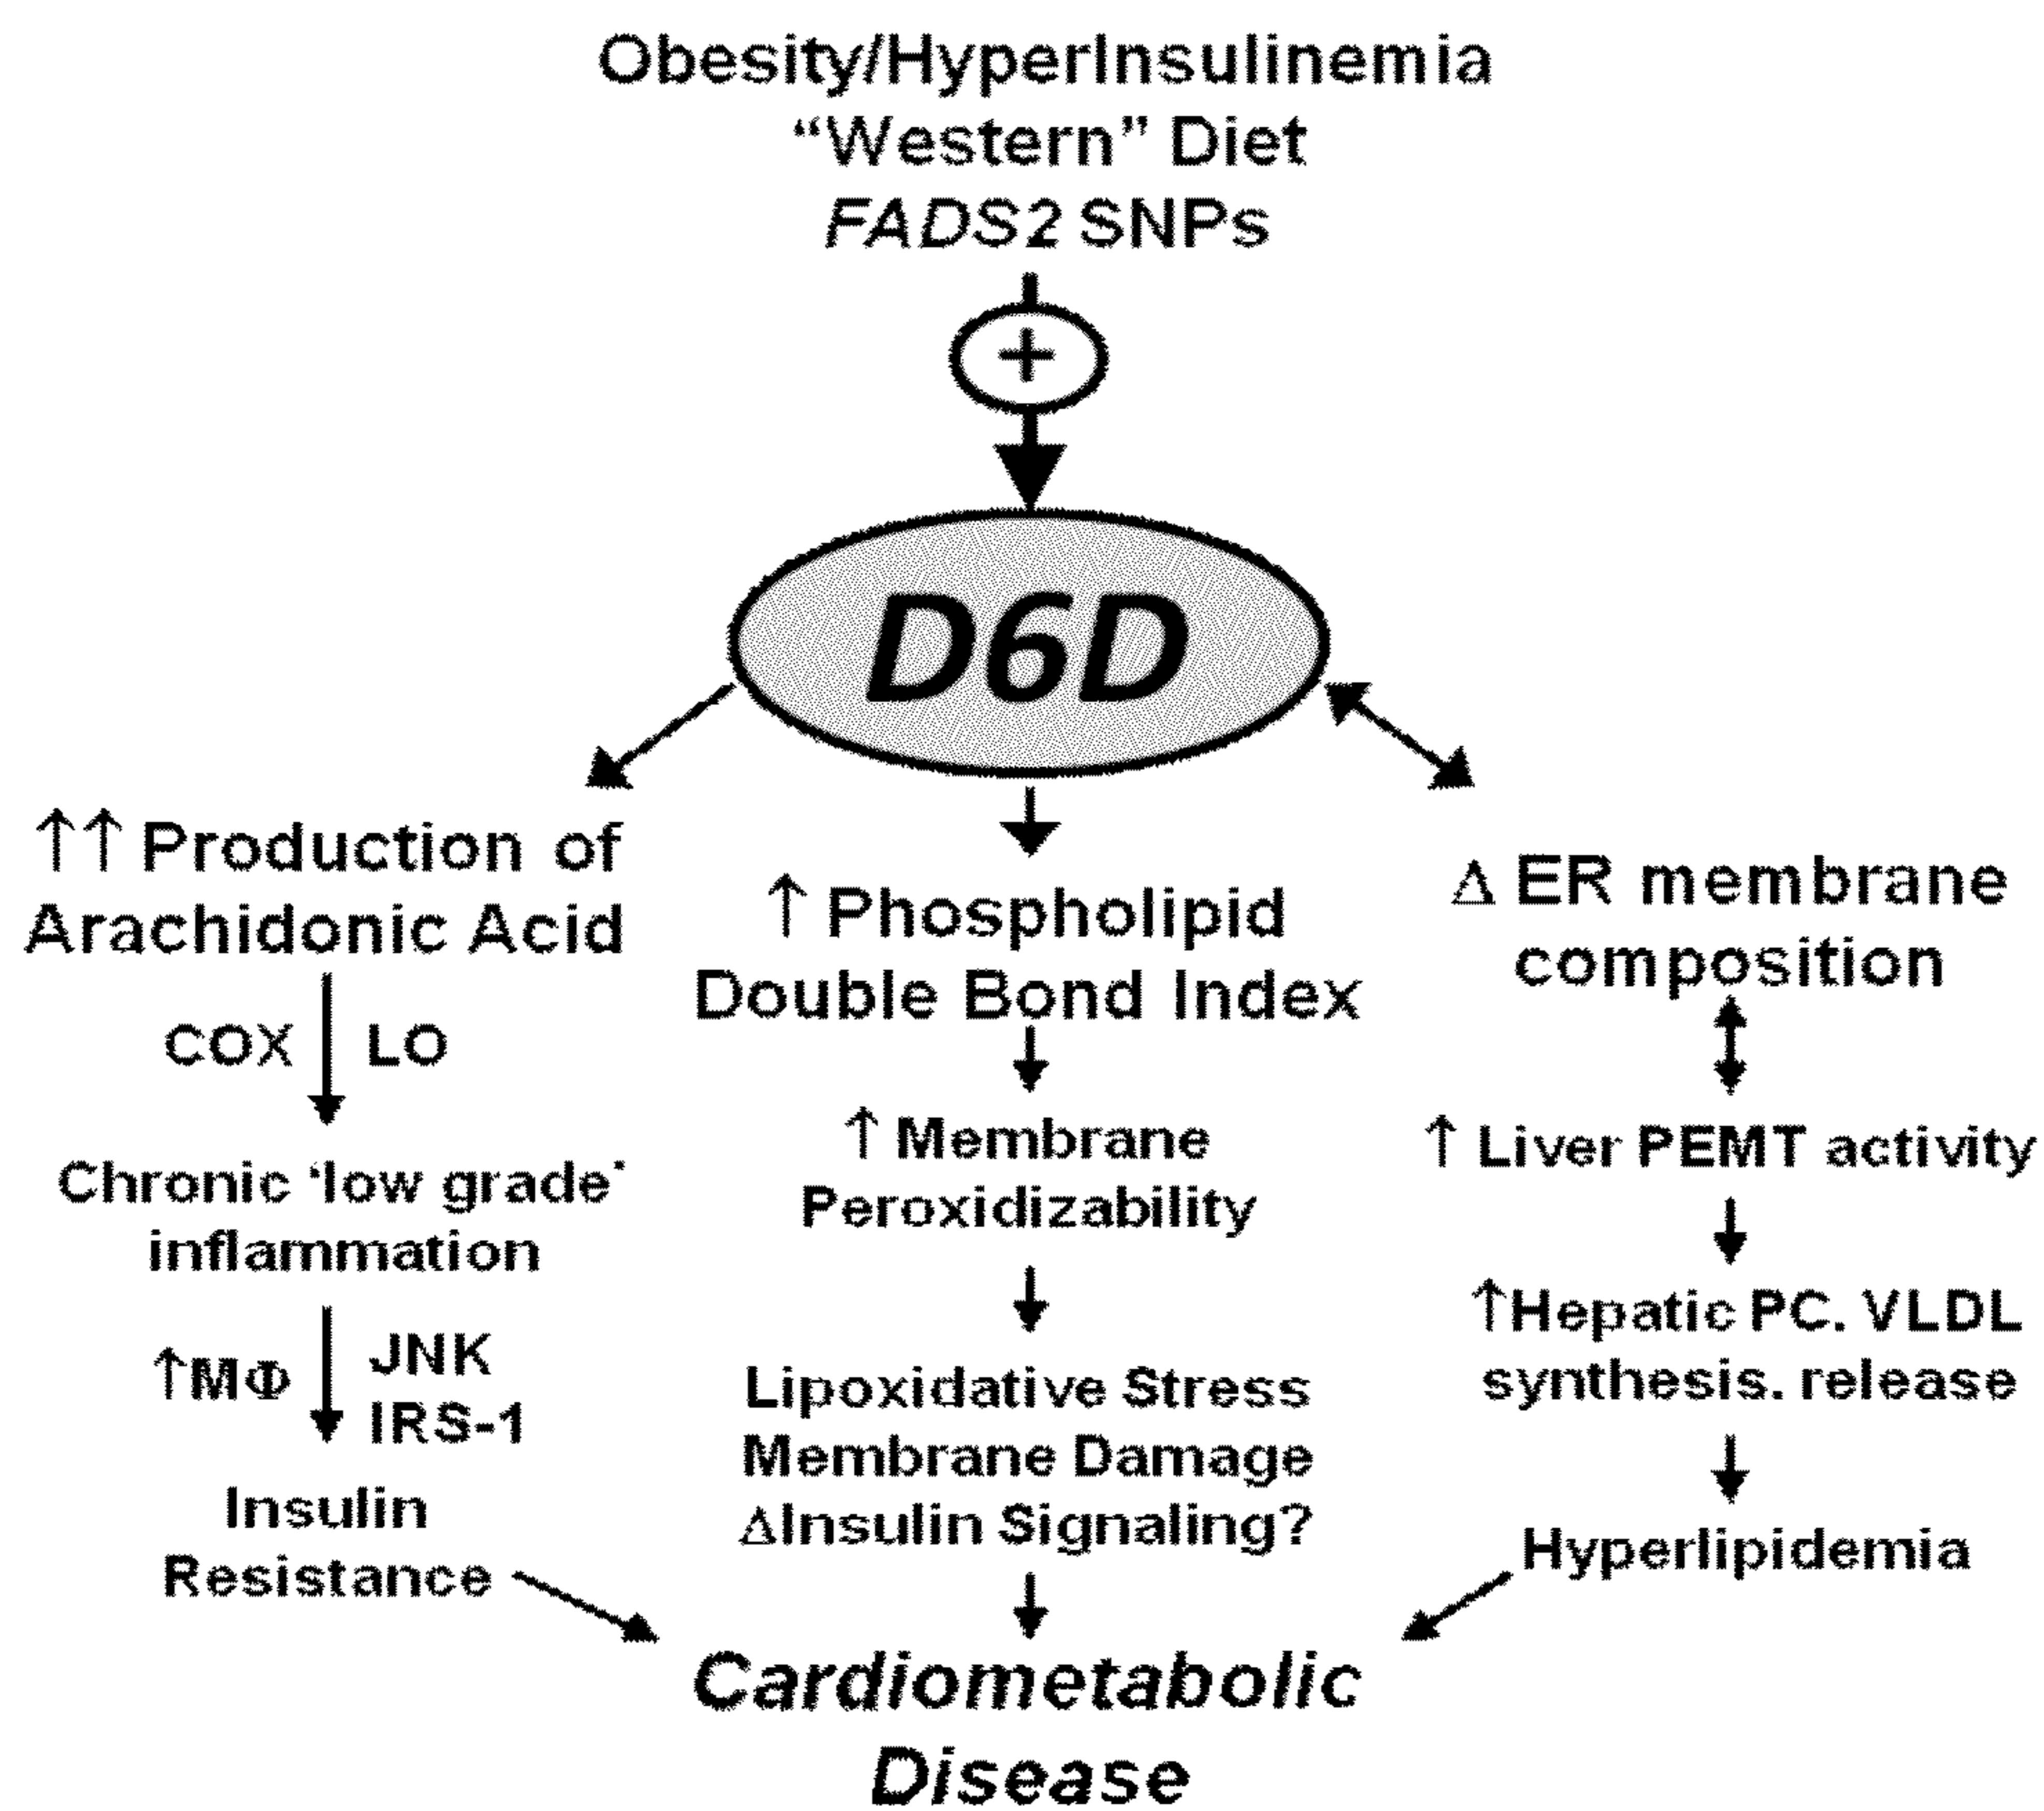 Obesity/HyperInsulinemia
“Western” Diet
FADS2 SNPs
+
D6D
↑↑ Production of
Arachidonic Acid
COX LO
Chronic ‘low grade’
inflammation
↑MΦ JNK
IRS-1
Insulin
Resistance
↑ Phospholipid
Double Bond Index
↑ Membrane
Peroxidizability
Lipoxidative Stress
Membrane Damage
ΔInsulin Signaling?
Δ ER membrane
composition
↑ Liver PEMT activity
↑Hepatic PC. VLDL
synthesis. release
Hyperlipidemia
Cardiometabolic
Disease